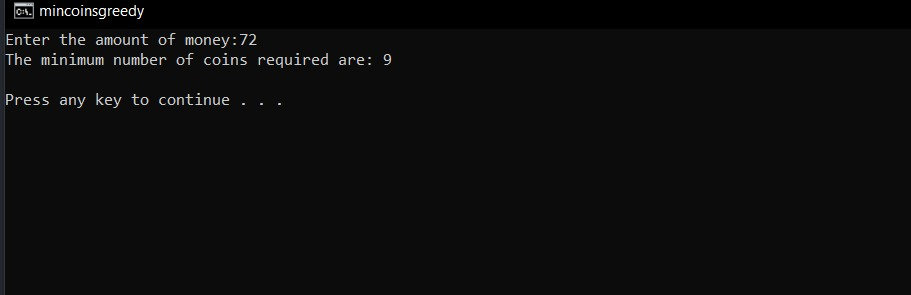 mincoinsgreedy
Enter the amount of money:72
The minimum number of coins required are: 9
Press any key to continue . . .